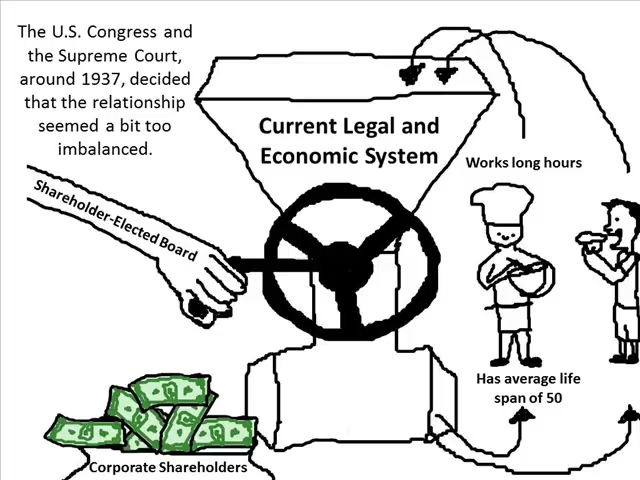 The U.S. Congress and
the Supreme Court,
around 1937, decided
that the relationship
seemed a bit too
imbalanced.
Current Legal and
Economic System
Works long hours
Shareholder-Elected Board
Has average life
span of 50
Corporate Shareholders